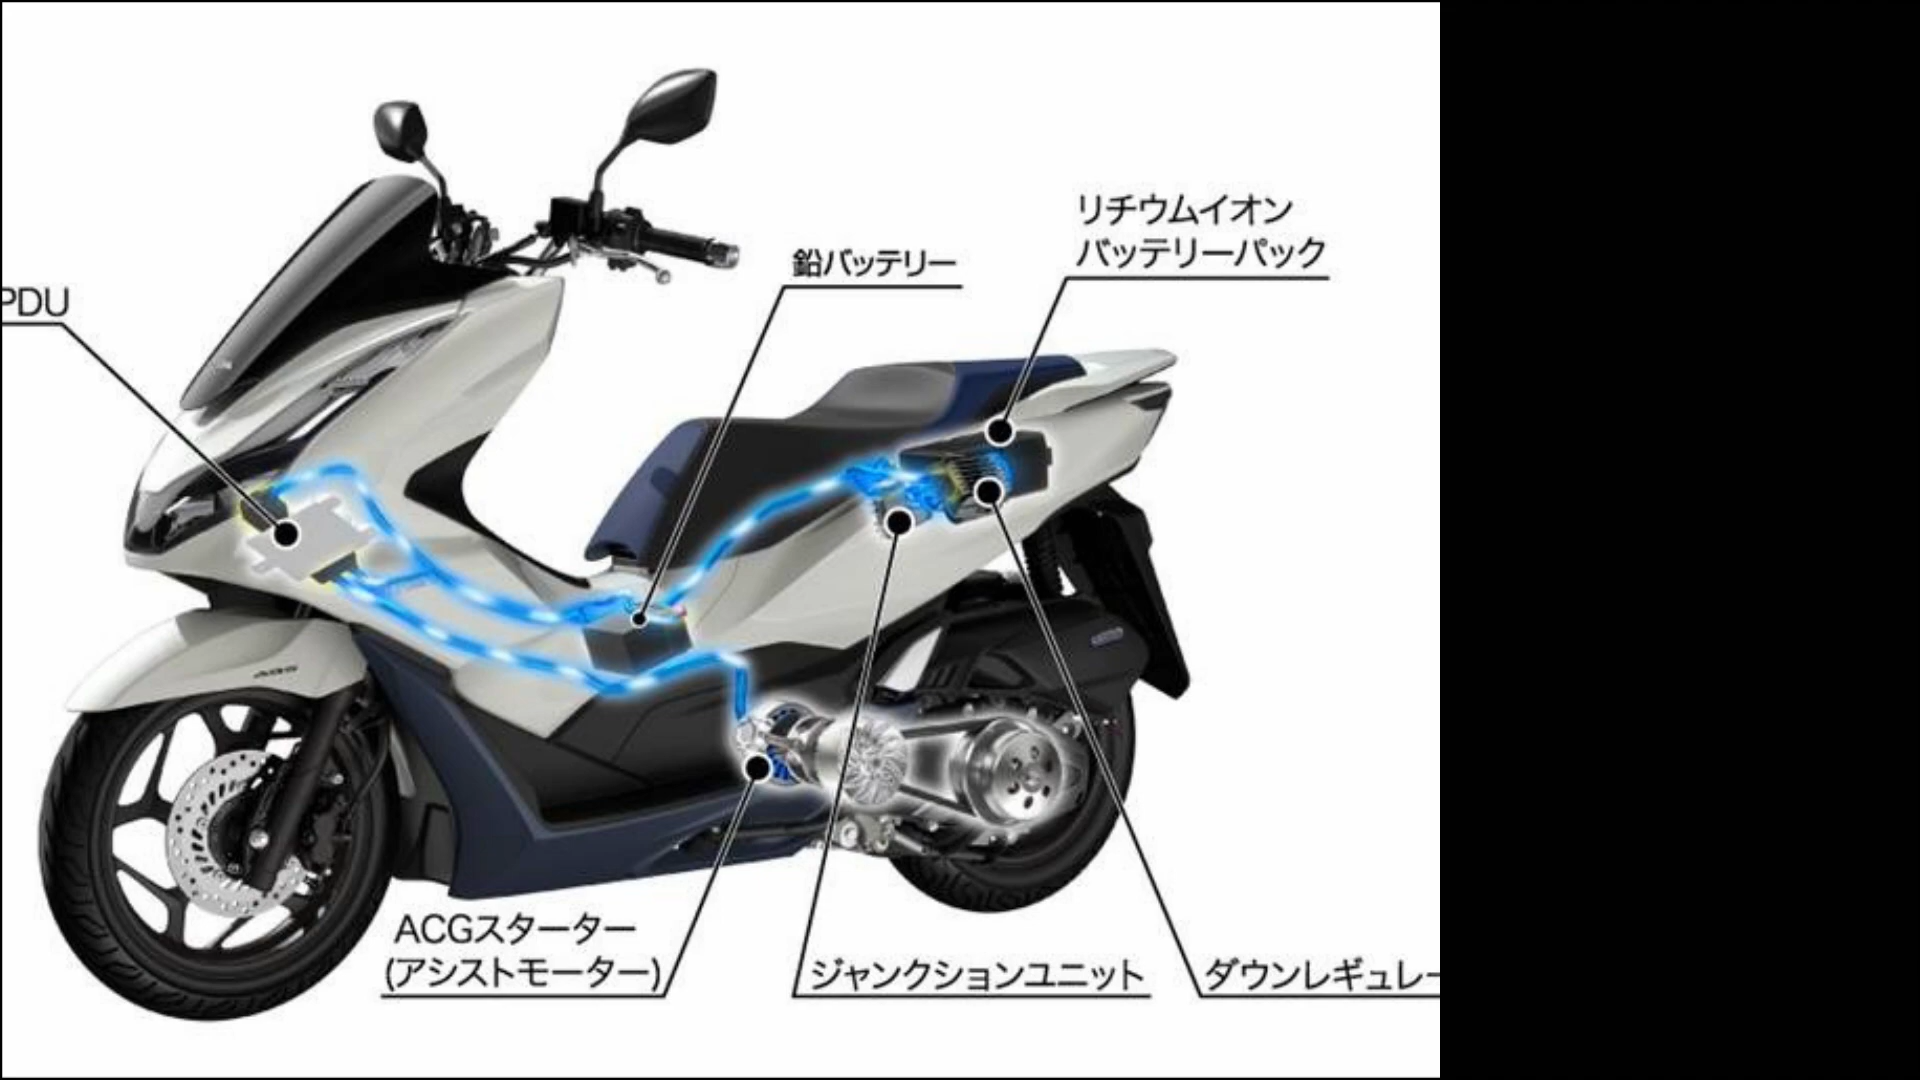 リチウムイオン
バッテリーパック
鉛バッテリー
PDU
ABS
ACGスターター
(アシストモーター)
ジャンクションユニット
ダウンレギュレー